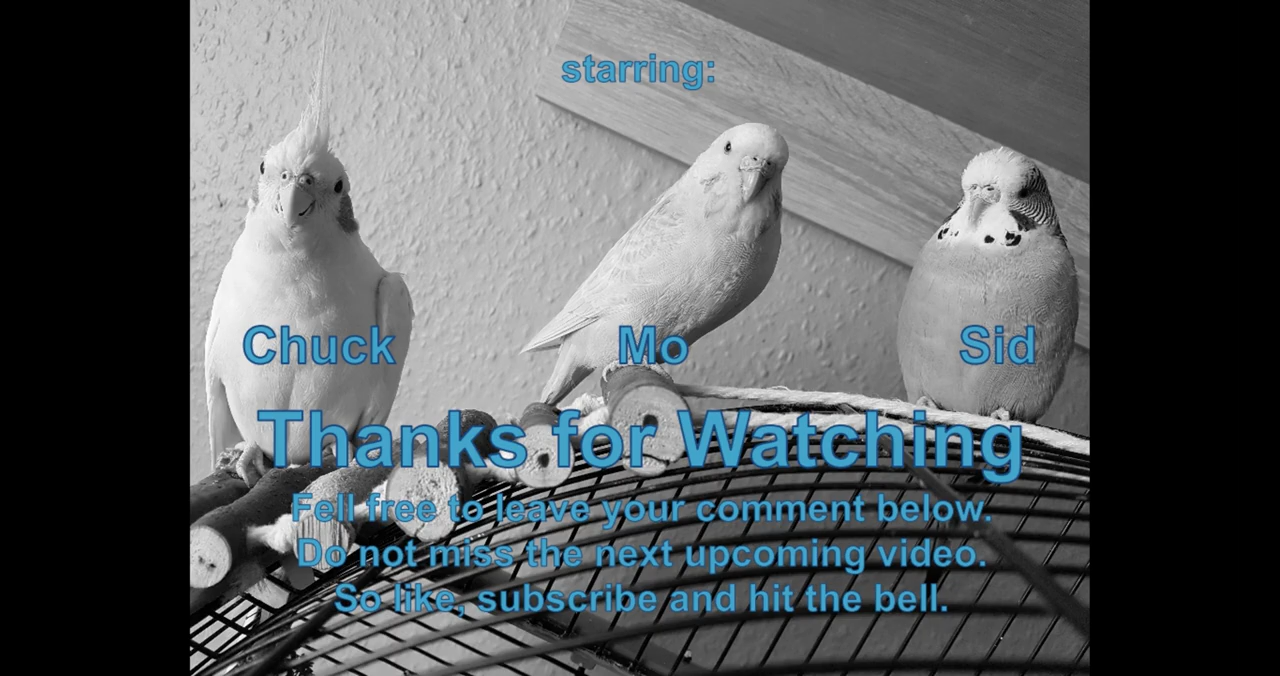 starring:
Chuck Mo Sid
Thanks for Watching
Fell free to leave your comment below.
Do not miss the next upcoming video.
So like, subscribe and hit the bell.